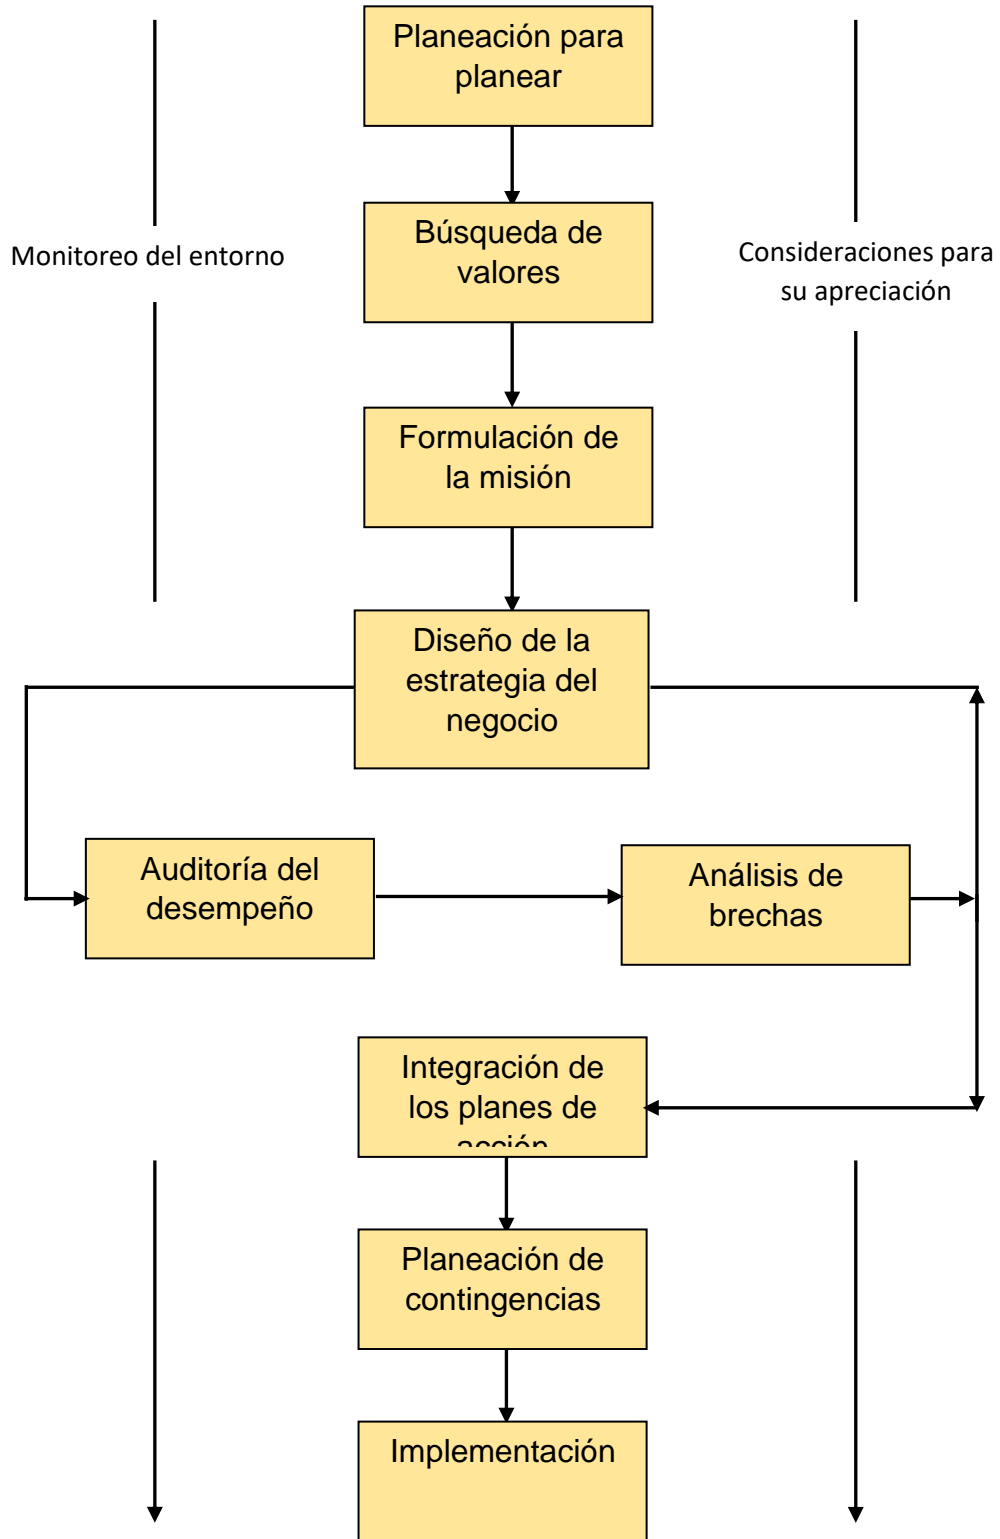 Planeación para
planear
Búsqueda de
valores
Monitoreo del entorno
Consideraciones para
su apreciación
Formulación de
la misión
Diseño de la
estrategia del
negocio
Auditoría del
desempeño
Análisis de
brechas
Integración de
los planes de
acción
Planeación de
contingencias
Implementación